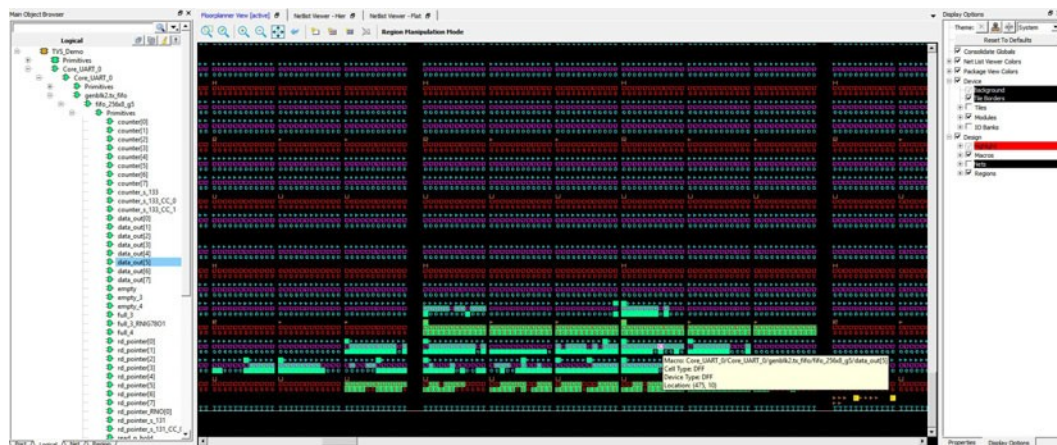 Main Object Browser
Logical
TVS_Demo
Primitives
Core_UART_0
Core_UART_0
Primitives
genblk2.tx_fifo
fifo_256x8_g5
Primitives
counter[0]
counter[1]
counter[2]
counter[3]
counter[4]
counter[5]
counter[6]
counter[7]
counter_s_133
counter_s_133_CC_0
counter_s_133_CC_1
data_out[0]
data_out[1]
data_out[2]
data_out[3]
data_out[4]
data_out[5]
data_out[6]
data_out[7]
empty
empty_3
empty_4
full_3
full_3_RNIG7BO1
full_4
rd_pointer[0]
rd_pointer[1]
rd_pointer[2]
rd_pointer[3]
rd_pointer[4]
rd_pointer[5]
rd_pointer[6]
rd_pointer[7]
rd_pointer_RNO[0]
rd_pointer_s_131
rd_pointer_s_131_CC_
read_n_hold
Port Logical Net Region
Floorplanner View [active]
Netlist Viewer - Hier
Netlist Viewer - Flat
Region Manipulation Mode
Macro: Core_UART_0/Core_UART_0/genblk2.tx_fifo/fifo_256x8_g5/data_out[5]
Cell Type: DFF
Device Type: DFF
Location: (475, 10)
Display Options
Theme:
System
Reset To Defaults
Consolidate Globals
Net List Viewer Colors
Package View Colors
Device
Background
Tile Borders
Tiles
Modules
IO Banks
Design
Highlight
Macros
Nets
Regions
Properties
Display Options